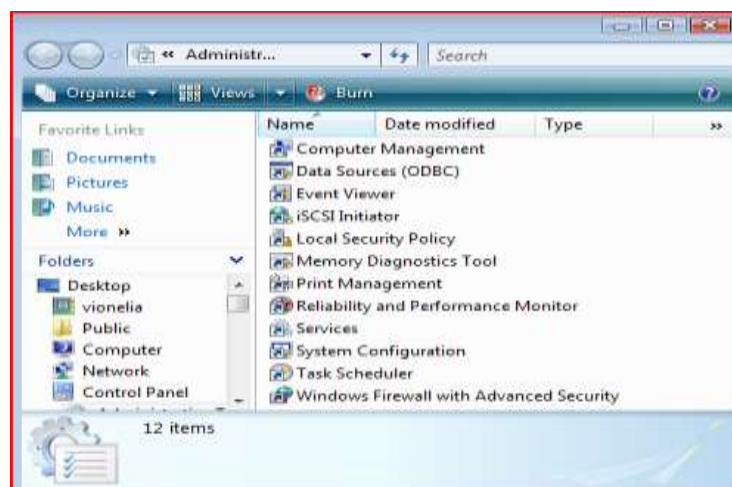 « Administr...
Search
Organize Views Burn
Favorite Links
Documents
Pictures
Music
More »
Folders
Desktop
vionelia
Public
Computer
Network
Control Panel
Name Date modified Type »
Computer Management
Data Sources (ODBC)
Event Viewer
iSCSI Initiator
Local Security Policy
Memory Diagnostics Tool
Print Management
Reliability and Performance Monitor
Services
System Configuration
Task Scheduler
Windows Firewall with Advanced Security
12 items